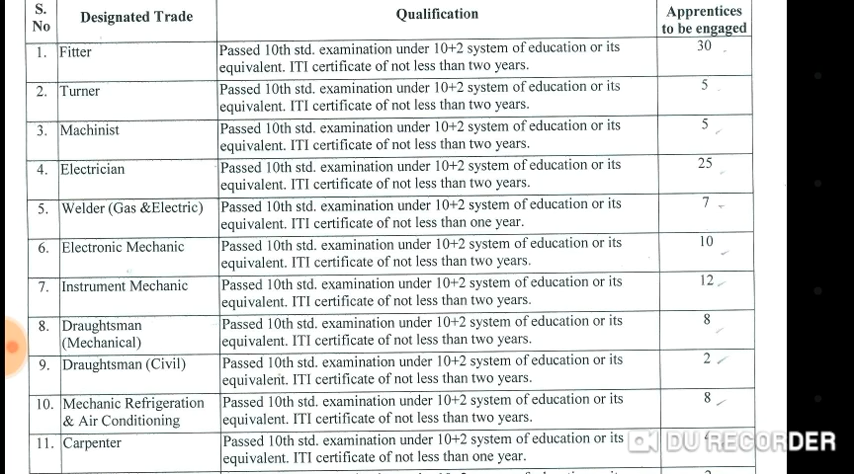 S. No | Designated Trade | Qualification | Apprentices to be engaged
1. Fitter | Passed 10th std. examination under 10+2 system of education or its | 30
equivalent. ITI certificate of not less than two years.
2. Turner | Passed 10th std. examination under 10+2 system of education or its | 5
equivalent. ITI certificate of not less than two years.
3. Machinist | Passed 10th std. examination under 10+2 system of education or its | 5
equivalent. ITI certificate of not less than two years.
4. Electrician | Passed 10th std. examination under 10+2 system of education or its | 25
equivalent. ITI certificate of not less than two years.
5. Welder (Gas &Electric) | Passed 10th std. examination under 10+2 system of education or its | 7
equivalent. ITI certificate of not less than one year.
6. Electronic Mechanic | Passed 10th std. examination under 10+2 system of education or its | 10
equivalent. ITI certificate of not less than two years.
7. Instrument Mechanic | Passed 10th std. examination under 10+2 system of education or its | 12
equivalent. ITI certificate of not less than two years.
8. Draughtsman | Passed 10th std. examination under 10+2 system of education or its | 8
(Mechanical) | equivalent. ITI certificate of not less than two years.
9. Draughtsman (Civil) | Passed 10th std. examination under 10+2 system of education or its | 2
equivalent. ITI certificate of not less than two years.
10. Mechanic Refrigeration | Passed 10th std. examination under 10+2 system of education or its | 8
& Air Conditioning | equivalent. ITI certificate of not less than two years.
11. Carpenter | Passed 10th std. examination under 10+2 system of education or its
equivalent. ITI certificate of not less than one year.
DU RECORDER